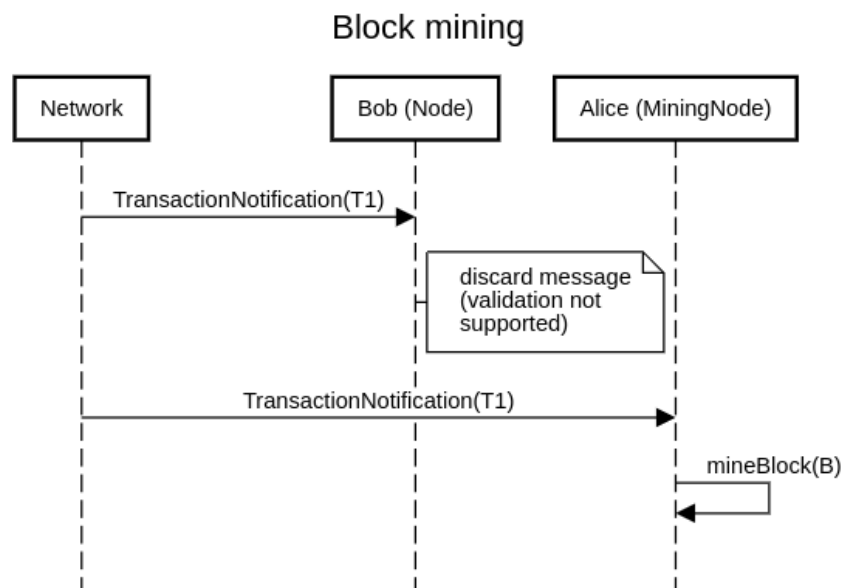 Block mining
Network
Bob (Node)
Alice (MiningNode)
TransactionNotification(T1)
discard message
(validation not
supported)
TransactionNotification(T1)
mineBlock(B)